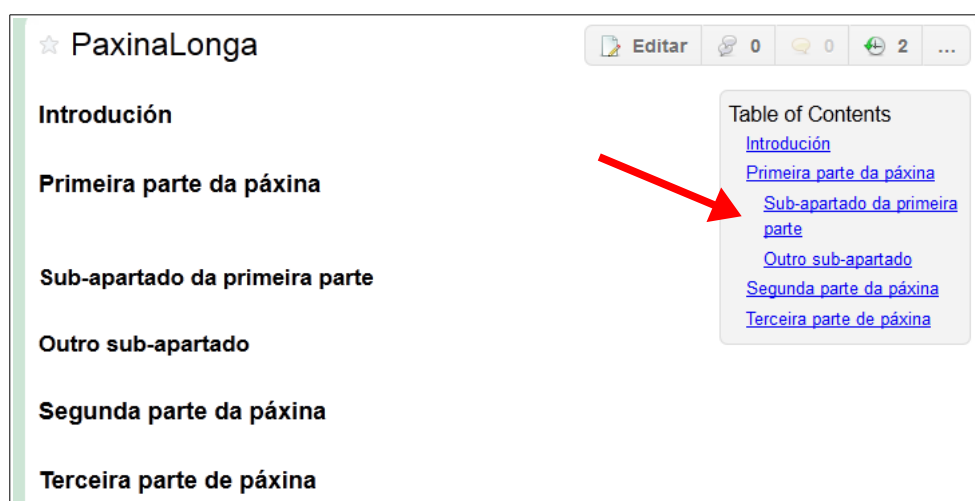 PaxinaLonga
Editar 0 0 2 ...
Introdución
Primeira parte da páxina
Sub-apartado da primeira parte
Outro sub-apartado
Segunda parte da páxina
Terceira parte de páxina
Table of Contents
Introdución
Primeira parte da páxina
Sub-apartado da primeira
parte
Outro sub-apartado
Segunda parte da páxina
Terceira parte de páxina